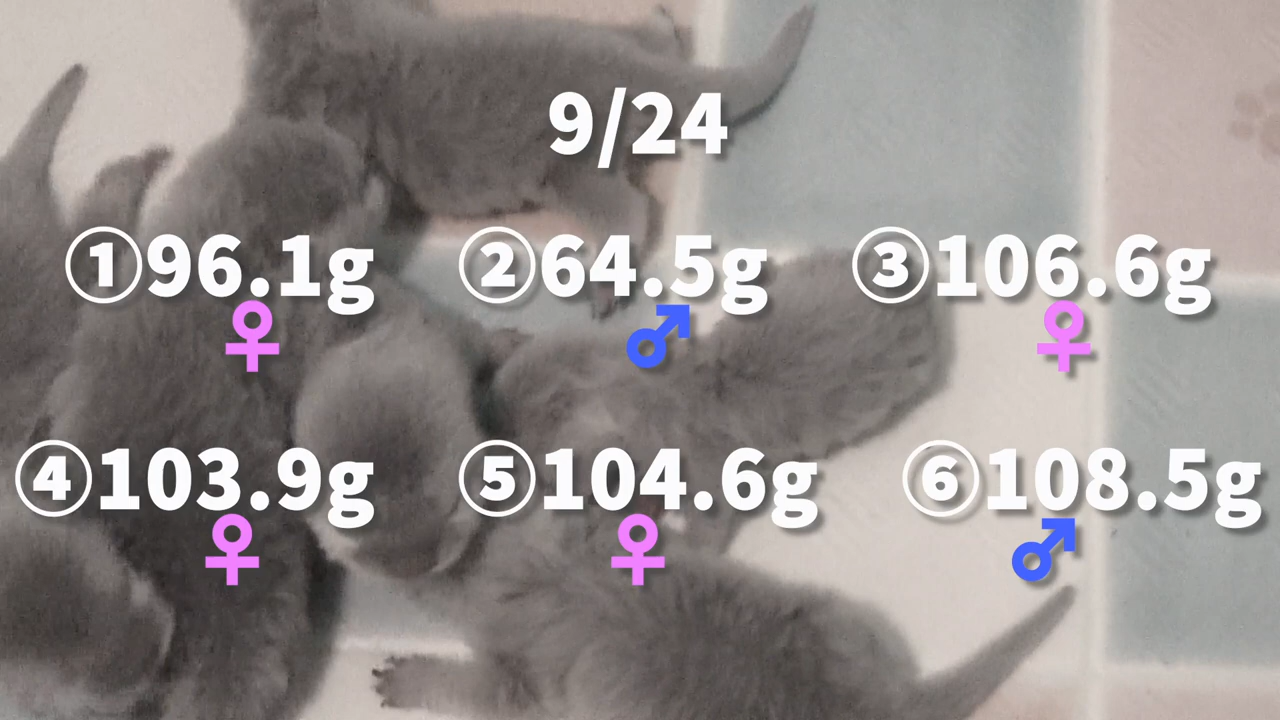 9/24
①96.1g ②64.5g ③106.6g
♀ ♂ ♀
④103.9g ⑤104.6g ⑥108.5g
♀ ♀ ♂